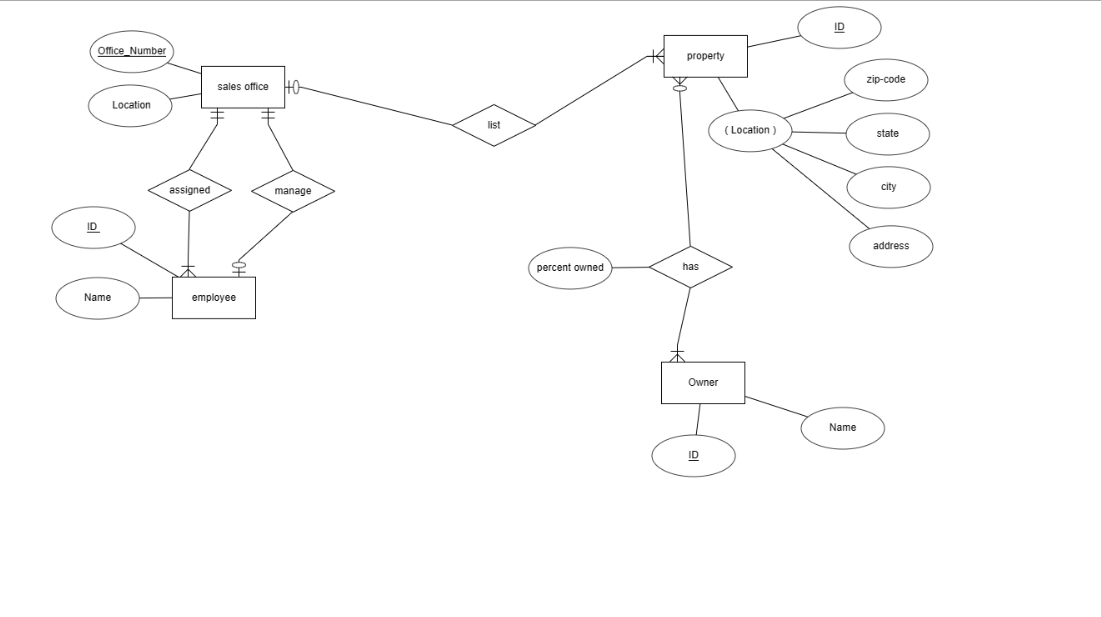 ID
Office_Number
property
zip-code
sales office
Location
list
( Location )
state
assigned
manage
city
ID
address
percent owned
has
Name
employee
Owner
Name
ID